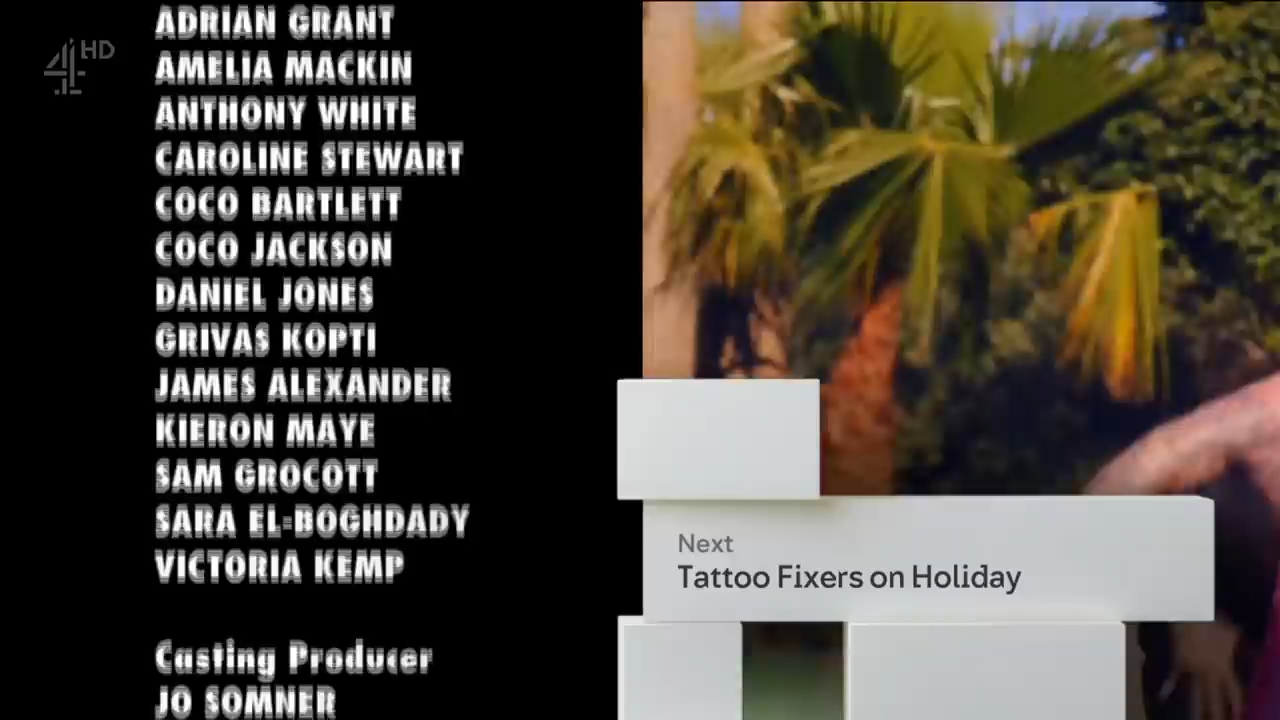 4 HD
ADRIAN GRANT
AMELIA MACKIN
ANTHONY WHITE
CAROLINE STEWART
COCO BARTLETT
COCO JACKSON
DANIEL JONES
GRIVAS KOPTI
JAMES ALEXANDER
KIERON MAYE
SAM GROCOTT
SARA EL-BOGHDADY
VICTORIA KEMP
Casting Producer
JO SOMNER
Next
Tattoo Fixers on Holiday